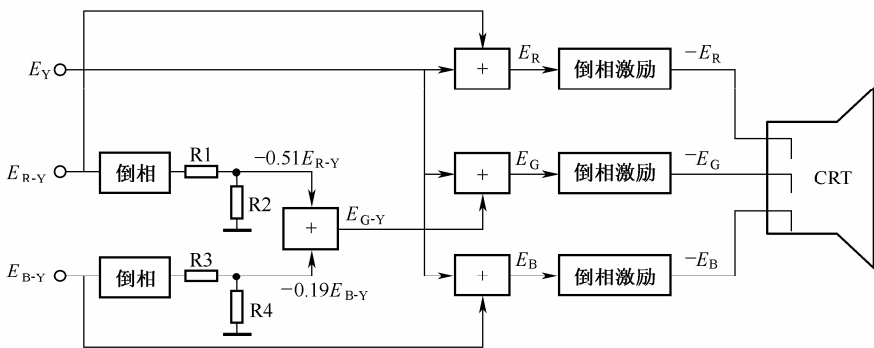 E_Y
+
E_R
倒相激励
−E_R
E_R-Y
倒相
R1
−0.51E_R-Y
R2
+
E_G-Y
+
E_G
倒相激励
−E_G
CRT
E_B-Y
倒相
R3
−0.19E_B-Y
R4
+
E_B
倒相激励
−E_B